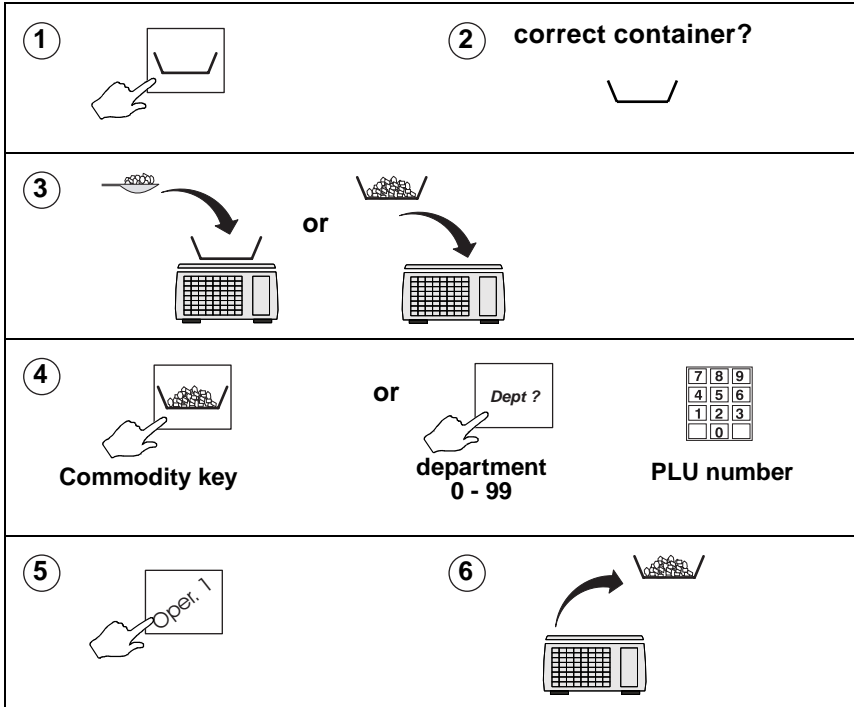 1
2 correct container?
3
or
4
or
Dept ?
7 8 9
4 5 6
1 2 3
0
Commodity key
department
0 - 99
PLU number
5
Oper. 1
6